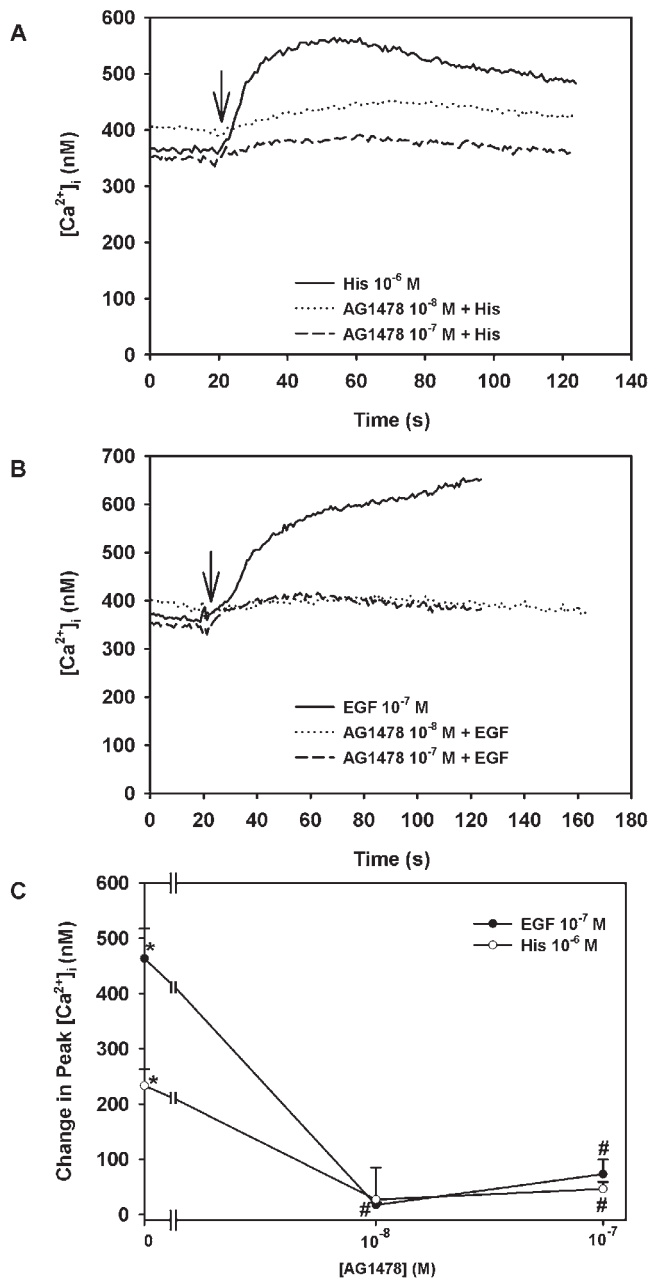 A
600
500
400
300
200
100
0
[Ca²⁺]ᵢ (nM)
His 10⁻⁶ M
AG1478 10⁻⁸ M + His
AG1478 10⁻⁷ M + His
0 20 40 60 80 100 120 140
Time (s)
B
700
600
500
400
300
200
100
0
[Ca²⁺]ᵢ (nM)
EGF 10⁻⁷ M
AG1478 10⁻⁸ M + EGF
AG1478 10⁻⁷ M + EGF
0 20 40 60 80 100 120 140 160 180
Time (s)
C
600
500
400
300
200
100
0
Change in Peak [Ca²⁺]ᵢ (nM)
EGF 10⁻⁷ M
His 10⁻⁶ M
*
*
#
#
#
0 10⁻⁸ 10⁻⁷
[AG1478] (M)